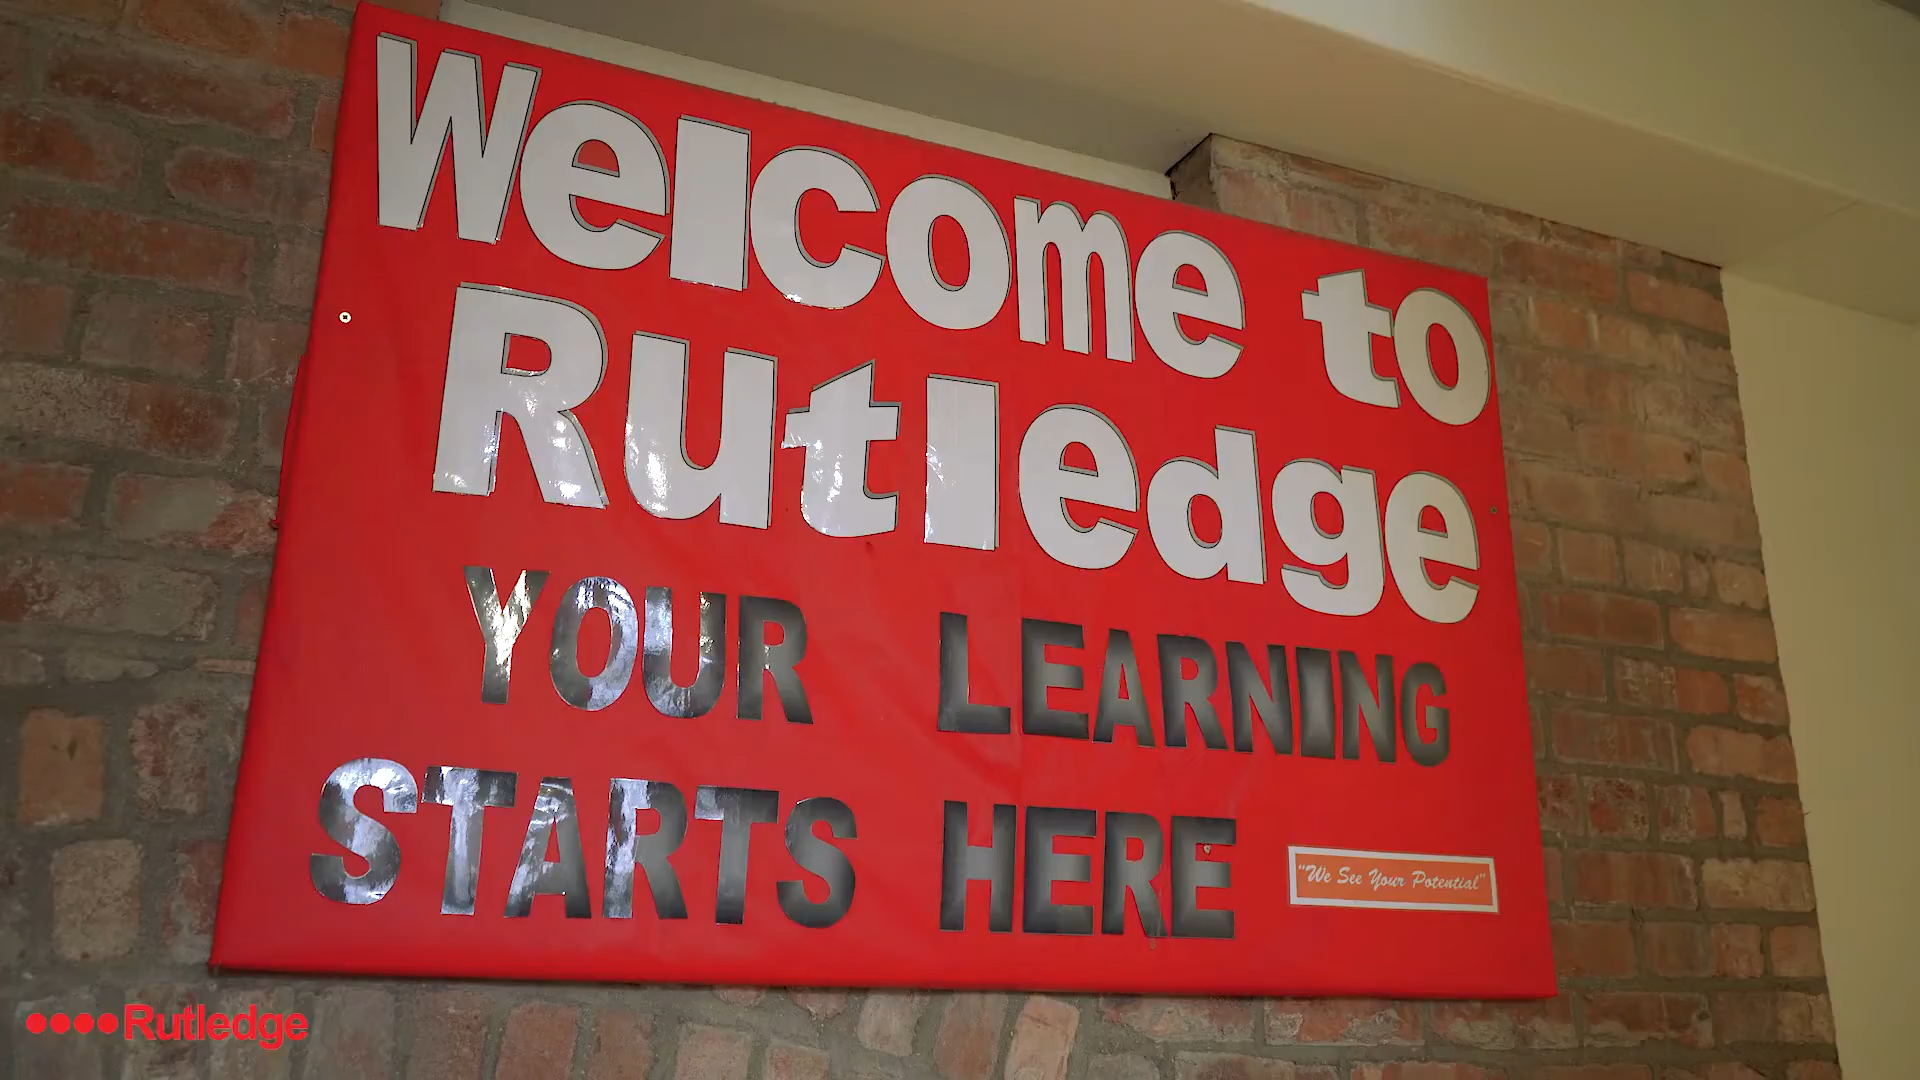 Welcome to
Rutledge
YOUR LEARNING
STARTS HERE
"We See Your Potential"
Rutledge